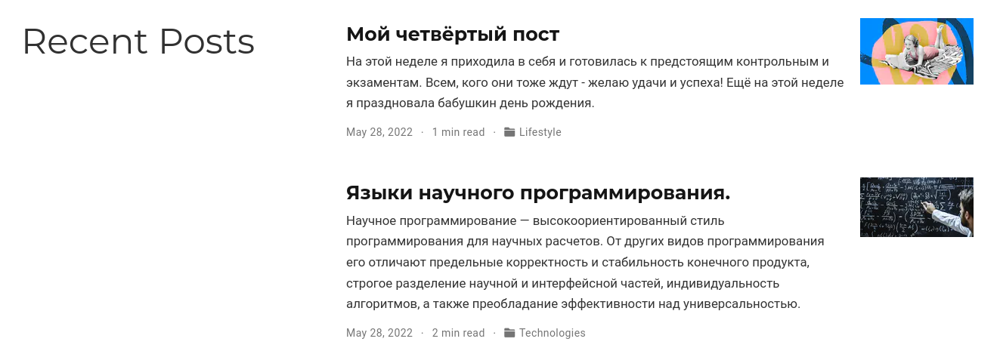 Recent Posts
Мой четвёртый пост
На этой неделе я приходила в себя и готовилась к предстоящим контрольным и
экзаментам. Всем, кого они тоже ждут - желаю удачи и успеха! Ещё на этой неделе
я праздновала бабушкин день рождения.
May 28, 2022 · 1 min read · Lifestyle
Языки научного программирования.
Научное программирование — высокоориентированный стиль
программирования для научных расчетов. От других видов программирования
его отличают предельные корректность и стабильность конечного продукта,
строгое разделение научной и интерфейсной частей, индивидуальность
алгоритмов, а также преобладание эффективности над универсальностью.
May 28, 2022 · 2 min read · Technologies